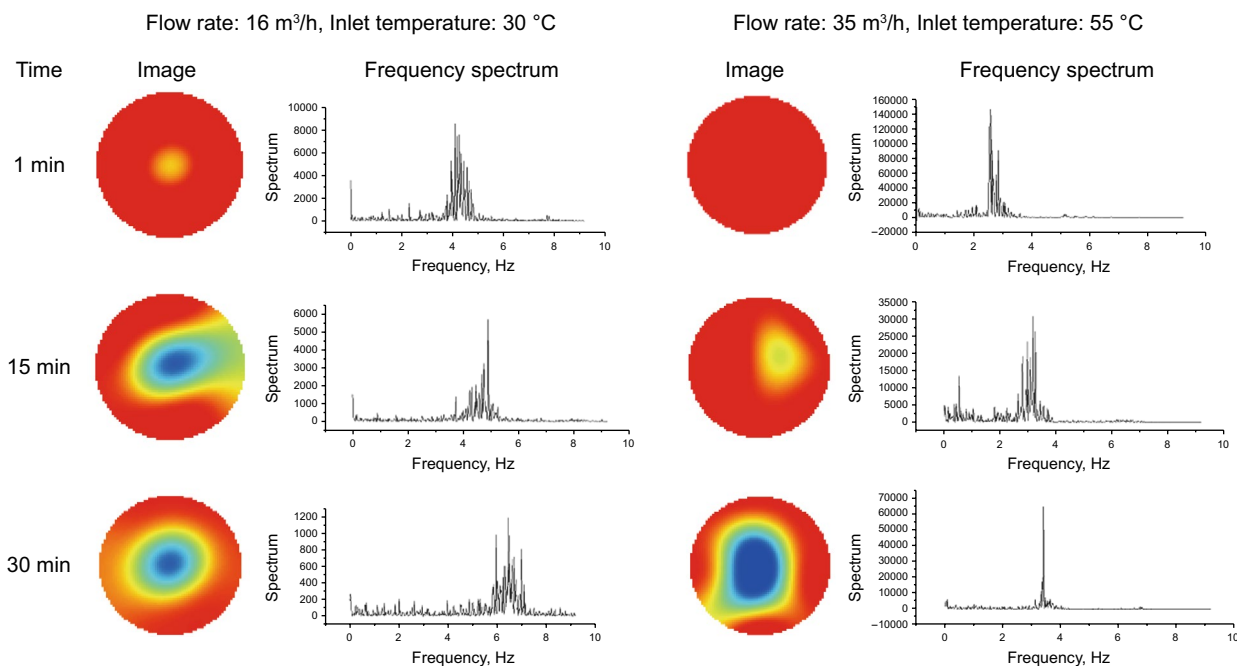 Flow rate: 16 m³/h, Inlet temperature: 30 °C
Flow rate: 35 m³/h, Inlet temperature: 55 °C
Time Image Frequency spectrum Image Frequency spectrum
1 min
10000
8000
6000
4000
2000
0
Spectrum
0 2 4 6 8 10
Frequency, Hz
160000
140000
120000
100000
80000
60000
40000
20000
0
−20000
Spectrum
0 2 4 6 8 10
Frequency, Hz
15 min
6000
5000
4000
3000
2000
1000
0
Spectrum
0 2 4 6 8 10
Frequency, Hz
35000
30000
25000
20000
15000
10000
5000
0
Spectrum
0 2 4 6 8 10
Frequency, Hz
30 min
1200
1000
800
600
400
200
0
Spectrum
0 2 4 6 8 10
Frequency, Hz
70000
60000
50000
40000
30000
20000
10000
0
−10000
Spectrum
0 2 4 6 8 10
Frequency, Hz